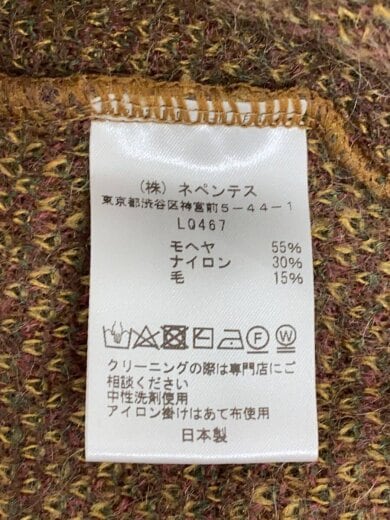 (株) ネペンテス
東京都渋谷区神宮前5-44-1
LQ467
モヘヤ 55%
ナイロン 30%
毛 15%
F W
クリーニングの際は専門店にご
相談ください
中性洗剤使用
アイロン掛けはあて布使用
日本製